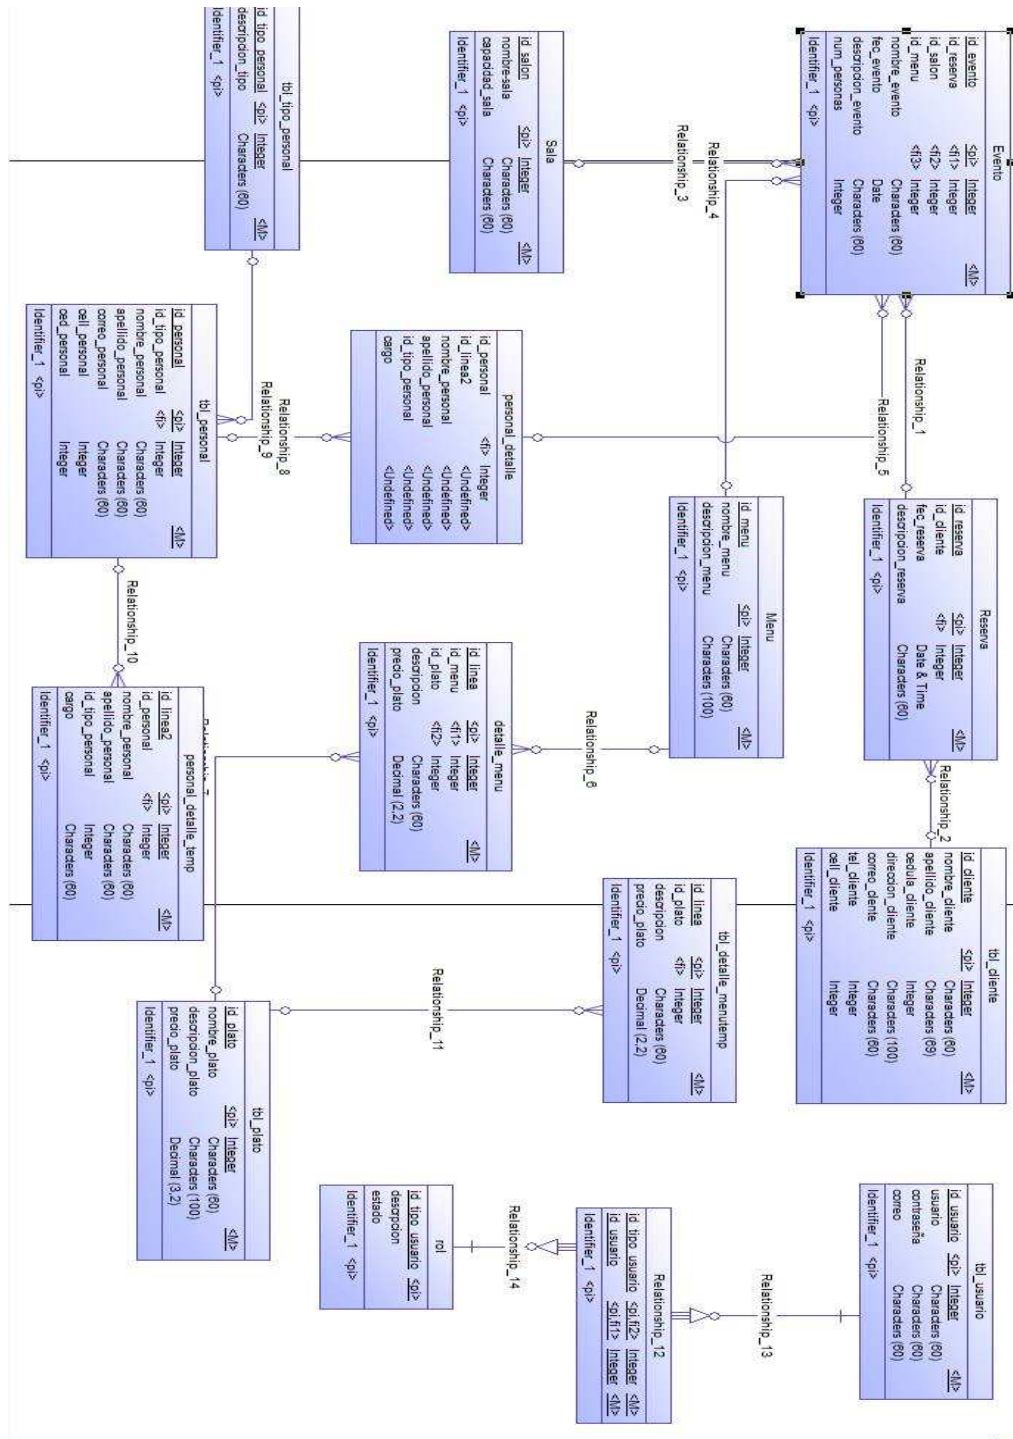 Evento
id_evento <pi> Integer <M>
id_reserva <fi1> Integer
id_salon <fi2> Integer
id_menu <fi3> Integer
nombre_evento Characters (60)
fec_evento Date
descripcion_evento Characters (60)
num_personas Integer
Identifier_1 <pi>
Relationship_1
Reserva
id_reserva <pi> Integer <M>
id_cliente <fi> Integer
fec_reserva Date & Time
descripcion_reserva Characters (60)
Identifier_1 <pi>
Relationship_2
tbl_cliente
id_cliente <pi> Integer <M>
nombre_cliente Characters (60)
apellido_cliente Characters (69)
cedula_cliente Integer
direccion_cliente Characters (100)
correo_cliente Characters (60)
tel_cliente Integer
cell_cliente Integer
Identifier_1 <pi>
tbl_usuario
id_usuario <pi> Integer <M>
usuario Characters (60)
contraseña Characters (60)
correo Characters (60)
Identifier_1 <pi>
Relationship_5
Relationship_4
Relationship_3
Menu
id_menu <pi> Integer <M>
nombre_menu Characters (60)
descripcion_menu Characters (100)
Identifier_1 <pi>
Relationship_13
tbl_detalle_menutemp
id_linea <pi> Integer <M>
id_plato <fi> Integer
descripcion Characters (60)
precio_plato Decimal (2,2)
Identifier_1 <pi>
Relationship_12
id_tipo_usuario <pi,fi2> Integer <M>
id_usuario <pi,fi1> Integer <M>
Identifier_1 <pi>
Relationship_6
Sala
id_salon <pi> Integer <M>
nombre-sala Characters (60)
capacidad_sala Characters (60)
Identifier_1 <pi>
personal_detalle
id_personal <fi> Integer
id_linea2 <Undefined>
nombre_personal <Undefined>
apellido_personal <Undefined>
id_tipo_personal <Undefined>
cargo <Undefined>
detalle_menu
id_linea <pi> Integer <M>
id_menu <fi1> Integer
id_plato <fi2> Integer
descripcion Characters (60)
precio_plato Decimal (2,2)
Identifier_1 <pi>
Relationship_11
Relationship_14
rol
id_tipo_usuario <pi>
descrpcion
estado
Identifier_1 <pi>
tbl_tipo_personal
id_tipo_personal <pi> Integer <M>
descripcion_tipo Characters (60)
Identifier_1 <pi>
Relationship_8
Relationship_9
tbl_personal
id_personal <pi> Integer <M>
id_tipo_personal <fi> Integer
nombre_personal Characters (60)
apellido_personal Characters (60)
correo_personal Characters (60)
cell_personal Integer
ced_personal Integer
Identifier_1 <pi>
Relationship_10
personal_detalle_temp
id_linea2 <pi> Integer <M>
id_personal <fi> Integer
nombre_personal Characters (60)
apellido_personal Characters (60)
id_tipo_personal Integer
cargo Characters (60)
Identifier_1 <pi>
tbl_plato
id_plato <pi> Integer <M>
nombre_plato Characters (60)
descripcion_plato Characters (100)
precio_plato Decimal (3,2)
Identifier_1 <pi>